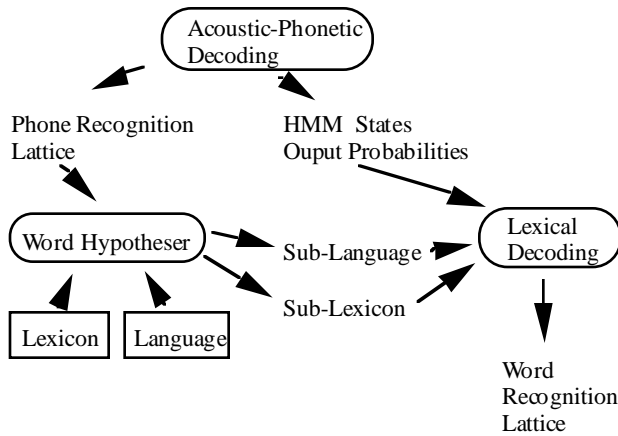 Acoustic-Phonetic
Decoding
Phone Recognition
Lattice
HMM States
Ouput Probabilities
Word Hypotheser
Sub-Language
Lexical
Decoding
Sub-Lexicon
Lexicon
Language
Word
Recognition
Lattice